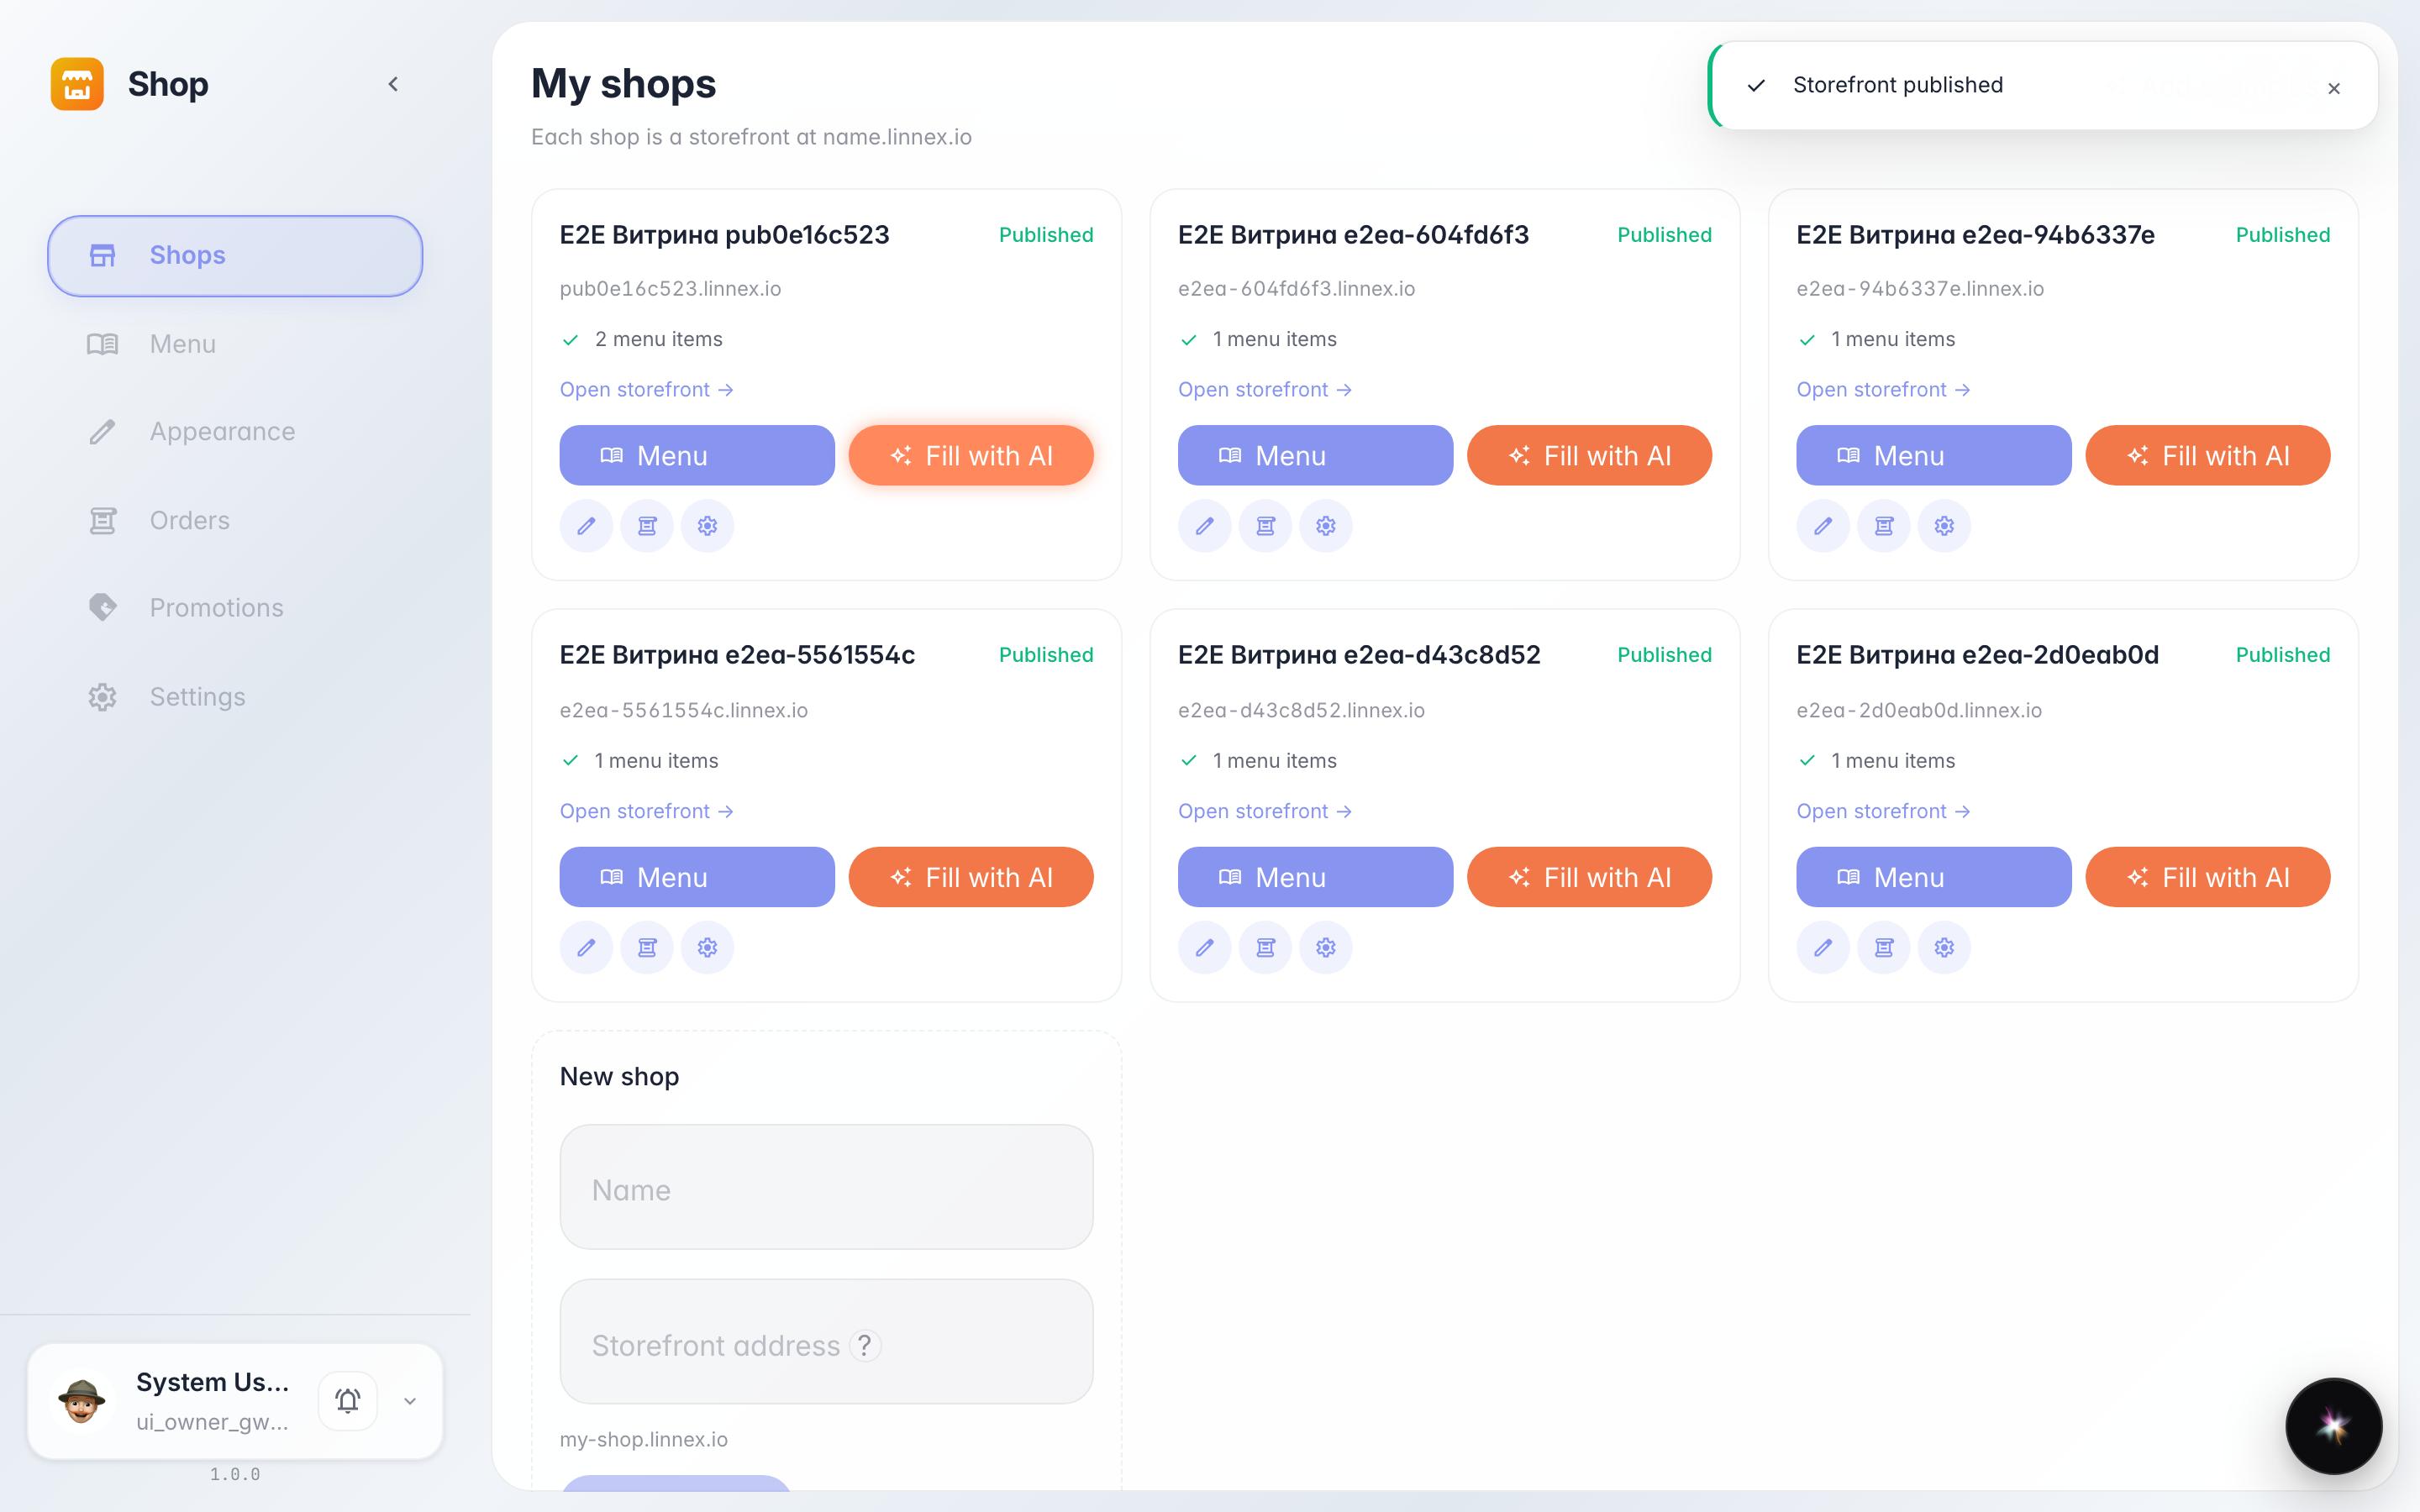 Shop
Shops
Menu
Appearance
Orders
Promotions
Settings
System Us...
ui_owner_gw...
1.0.0
My shops
Each shop is a storefront at name.linnex.io
Storefront published
E2E Витрина pub0e16c523
Published
pub0e16c523.linnex.io
2 menu items
Open storefront →
Menu
Fill with AI
E2E Витрина e2ea-604fd6f3
Published
e2ea-604fd6f3.linnex.io
1 menu items
Open storefront →
Menu
Fill with AI
E2E Витрина e2ea-94b6337e
Published
e2ea-94b6337e.linnex.io
1 menu items
Open storefront →
Menu
Fill with AI
E2E Витрина e2ea-5561554c
Published
e2ea-5561554c.linnex.io
1 menu items
Open storefront →
Menu
Fill with AI
E2E Витрина e2ea-d43c8d52
Published
e2ea-d43c8d52.linnex.io
1 menu items
Open storefront →
Menu
Fill with AI
E2E Витрина e2ea-2d0eab0d
Published
e2ea-2d0eab0d.linnex.io
1 menu items
Open storefront →
Menu
Fill with AI
New shop
Name
Storefront address ?
my-shop.linnex.io